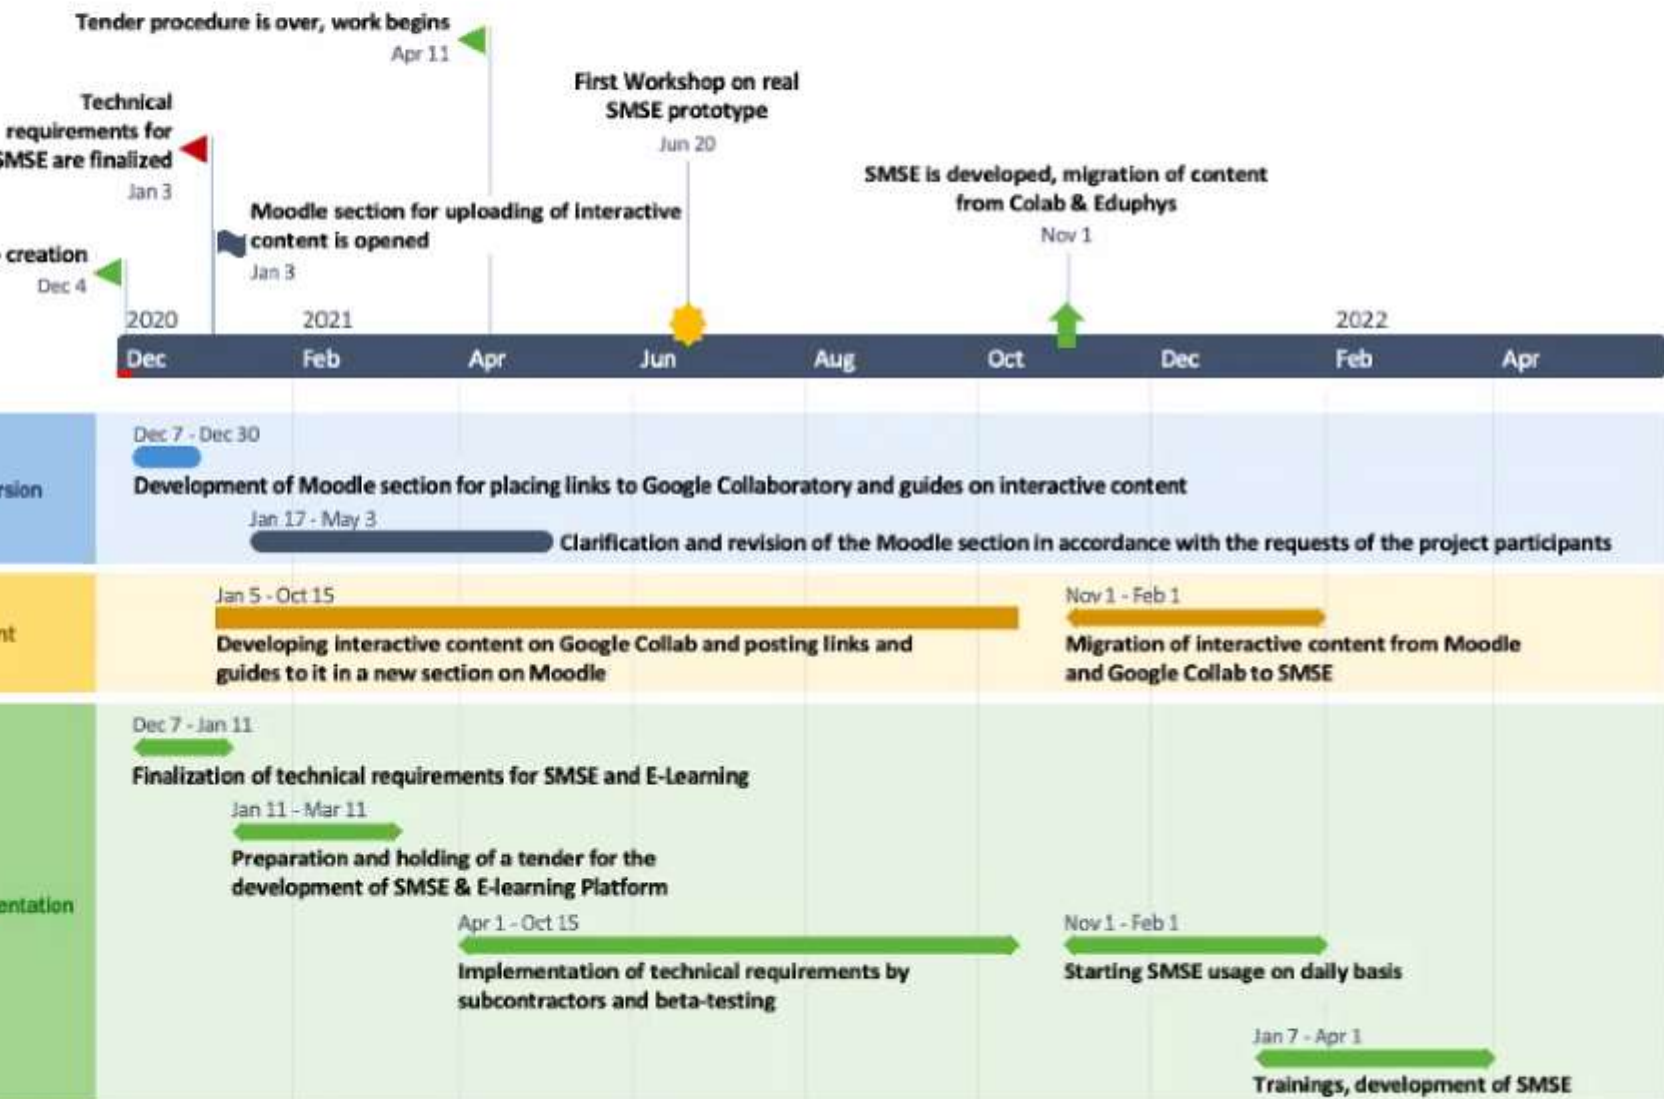 Tender procedure is over, work begins
Apr 11
First Workshop on real
SMSE prototype
Jun 20
Technical
requirements for
SMSE are finalized
Jan 3
SMSE is developed, migration of content
from Colab & Eduphys
Nov 1
Moodle section for uploading of interactive
content is opened
Jan 3
creation
Dec 4
2020 2021 2022
Dec Feb Apr Jun Aug Oct Dec Feb Apr
Dec 7 - Dec 30
Development of Moodle section for placing links to Google Collaboratory and guides on interactive content
rsion
Jan 17 - May 3
Clarification and revision of the Moodle section in accordance with the requests of the project participants
Jan 5 - Oct 15
Developing interactive content on Google Collab and posting links and
guides to it in a new section on Moodle
Nov 1 - Feb 1
Migration of interactive content from Moodle
and Google Collab to SMSE
nt
Dec 7 - Jan 11
Finalization of technical requirements for SMSE and E-Learning
Jan 11 - Mar 11
Preparation and holding of a tender for the
development of SMSE & E-learning Platform
entation
Apr 1 - Oct 15
Implementation of technical requirements by
subcontractors and beta-testing
Nov 1 - Feb 1
Starting SMSE usage on daily basis
Jan 7 - Apr 1
Trainings, development of SMSE